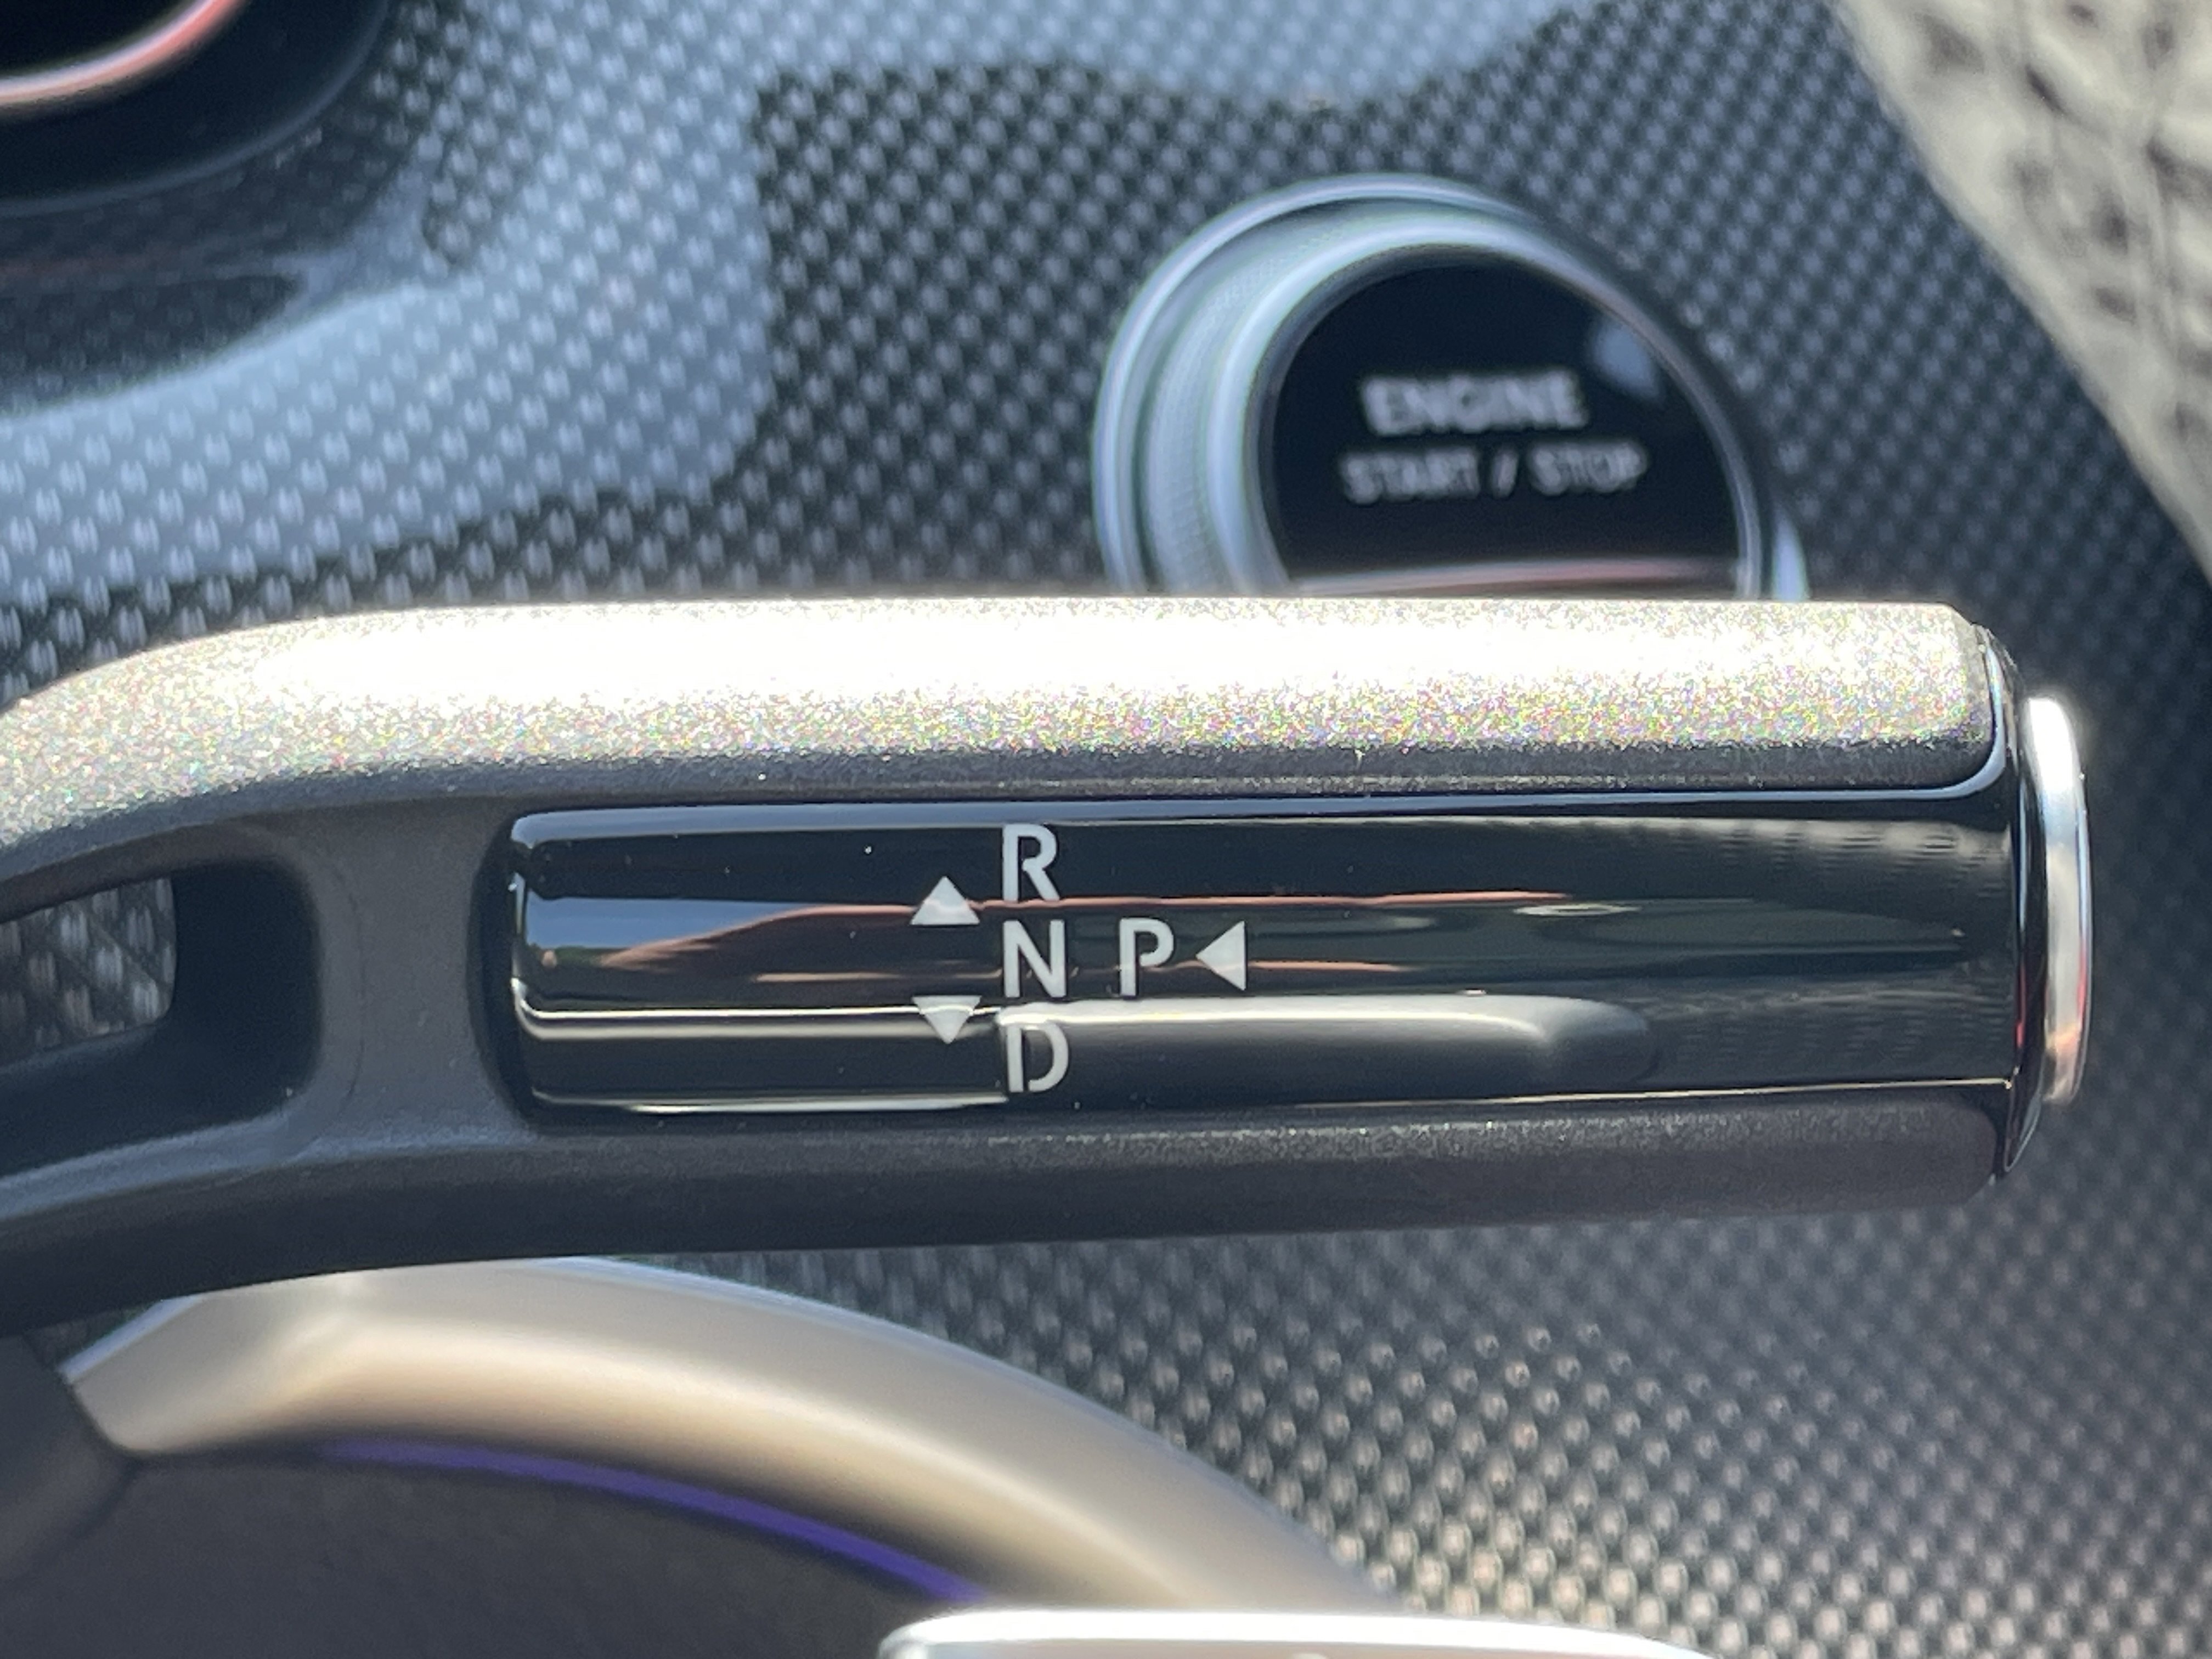 ENGINE
START / STOP
R
N P
D